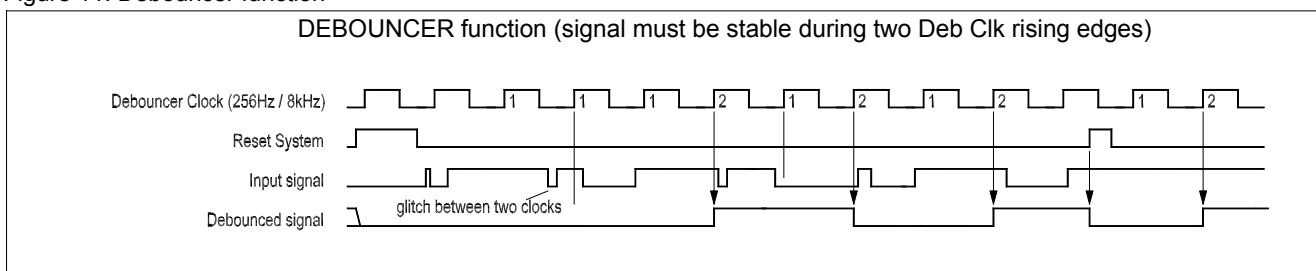 DEBOUNCER function (signal must be stable during two Deb Clk rising edges)
Debouncer Clock (256Hz / 8kHz)
1 1 1 2 1 2 1 2 1 2
Reset System
Input signal
glitch between two clocks
Debounced signal